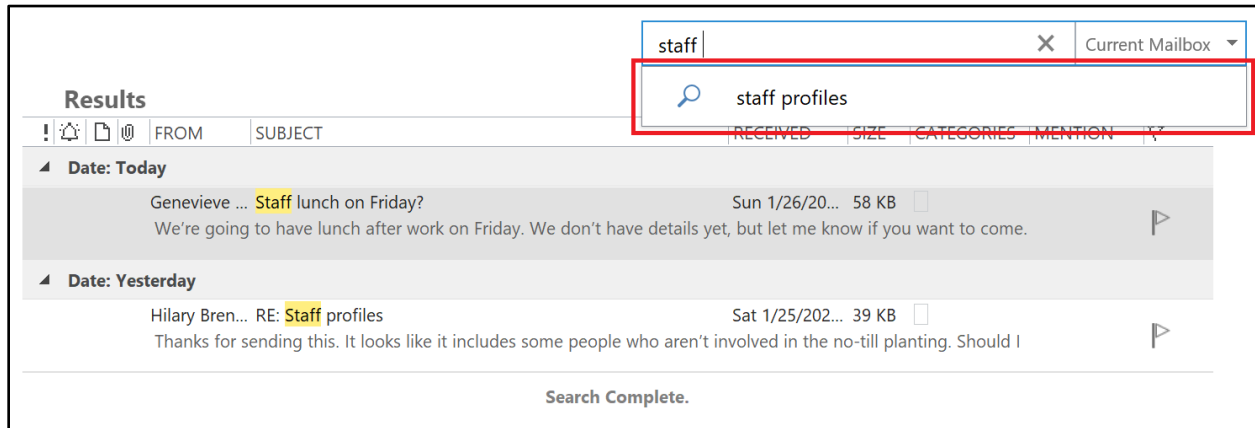 staff
Current Mailbox
staff profiles
Results
! FROM SUBJECT RECEIVED SIZE CATEGORIES MENTION
Date: Today
Genevieve ... Staff lunch on Friday? Sun 1/26/20... 58 KB
We're going to have lunch after work on Friday. We don't have details yet, but let me know if you want to come.
Date: Yesterday
Hilary Bren... RE: Staff profiles Sat 1/25/202... 39 KB
Thanks for sending this. It looks like it includes some people who aren't involved in the no-till planting. Should I
Search Complete.